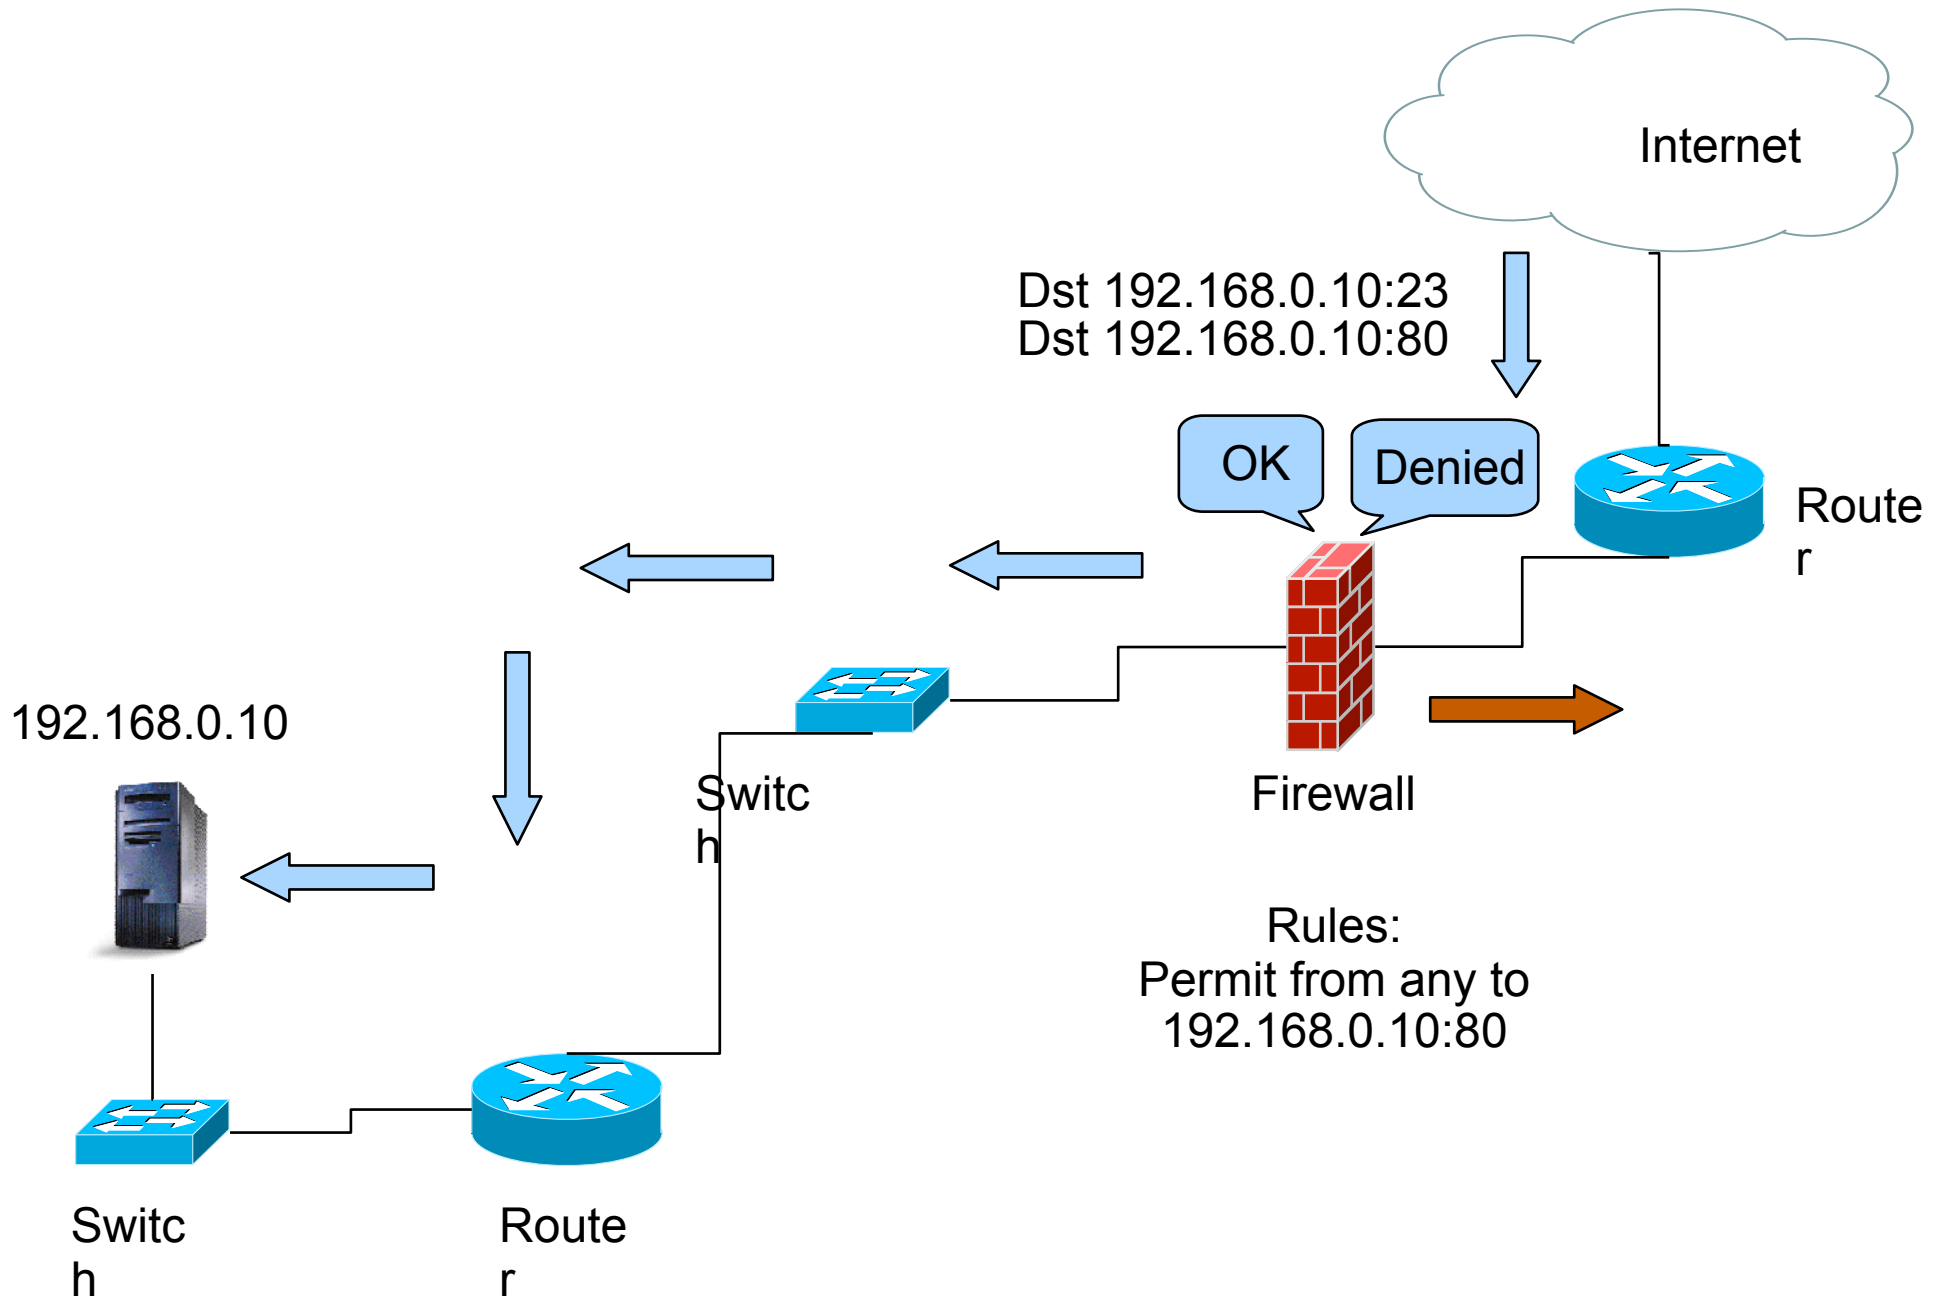 Internet
Dst 192.168.0.10:23
Dst 192.168.0.10:80
OK
Denied
Route
r
192.168.0.10
Switc
h
Firewall
Rules:
Permit from any to
192.168.0.10:80
Switc
h
Route
r